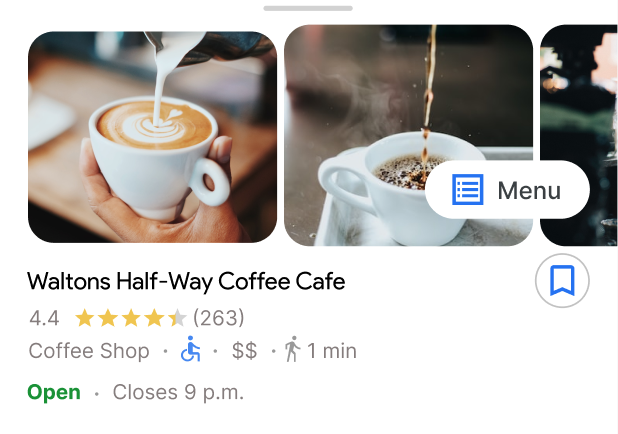 Menu
Waltons Half-Way Coffee Cafe
4.4 (263)
Coffee Shop · · $$ · 1 min
Open · Closes 9 p.m.